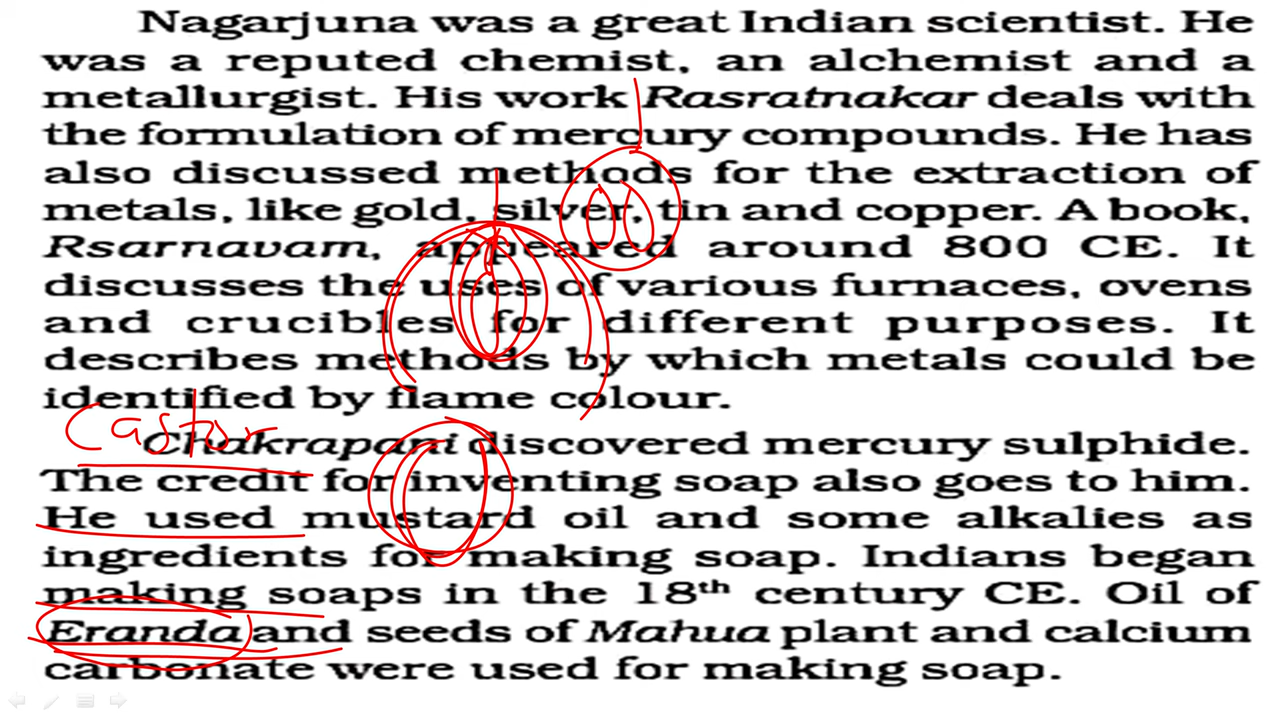 Nagarjuna was a great Indian scientist. He
was a reputed chemist, an alchemist and a
metallurgist. His work Rasratnakar deals with
the formulation of mercury compounds. He has
also discussed methods for the extraction of
metals, like gold, silver, tin and copper. A book,
Rsarnavam, appeared around 800 CE. It
discusses the uses of various furnaces, ovens
and crucibles for different purposes. It
describes methods by which metals could be
identified by flame colour.
Castor
Chakrapani discovered mercury sulphide.
The credit for inventing soap also goes to him.
He used mustard oil and some alkalies as
ingredients for making soap. Indians began
making soaps in the 18th century CE. Oil of
Eranda and seeds of Mahua plant and calcium
carbonate were used for making soap.